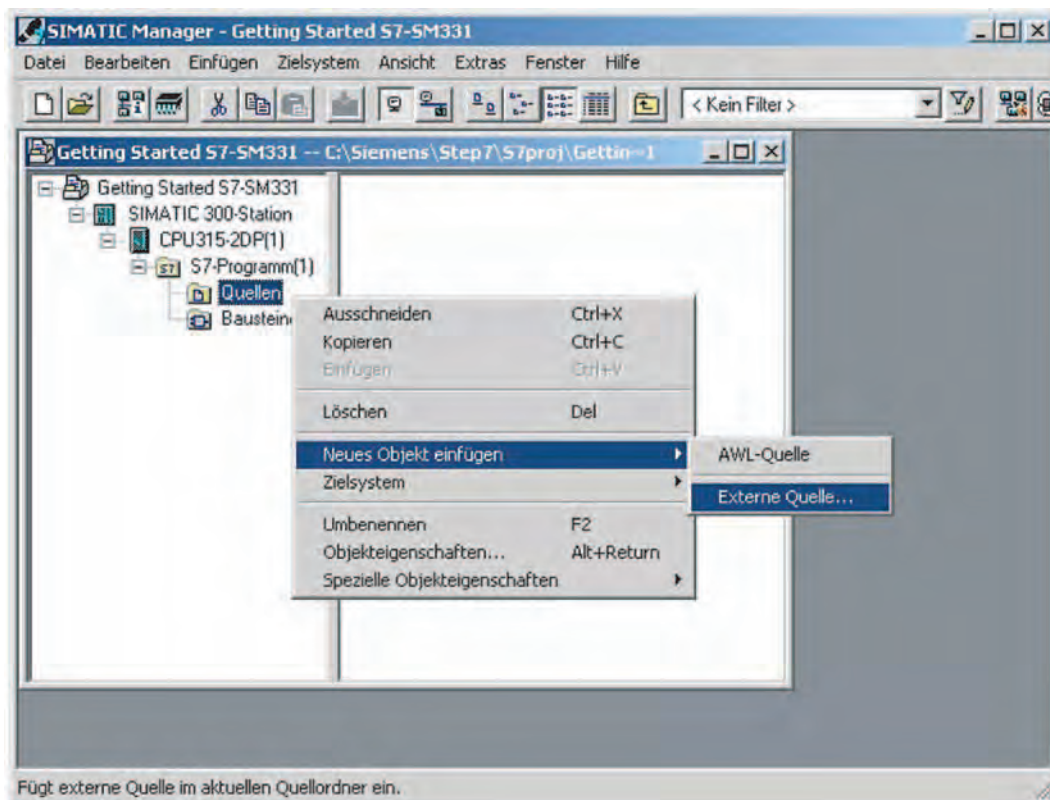 SIMATIC Manager - Getting Started S7-SM331
Datei Bearbeiten Einfügen Zielsystem Ansicht Extras Fenster Hilfe
< Kein Filter >
Getting Started S7-SM331 -- C:\Siemens\Step7\S7proj\Gettin~1
Getting Started S7-SM331
SIMATIC 300-Station
CPU315-2DP(1)
S7-Programm(1)
Quellen
Bausteine
Ausschneiden Ctrl+X
Kopieren Ctrl+C
Einfügen Ctrl+V
Löschen Del
Neues Objekt einfügen
AWL-Quelle
Zielsystem
Externe Quelle...
Umbenennen F2
Objekteigenschaften... Alt+Return
Spezielle Objekteigenschaften
Fügt externe Quelle im aktuellen Quellordner ein.